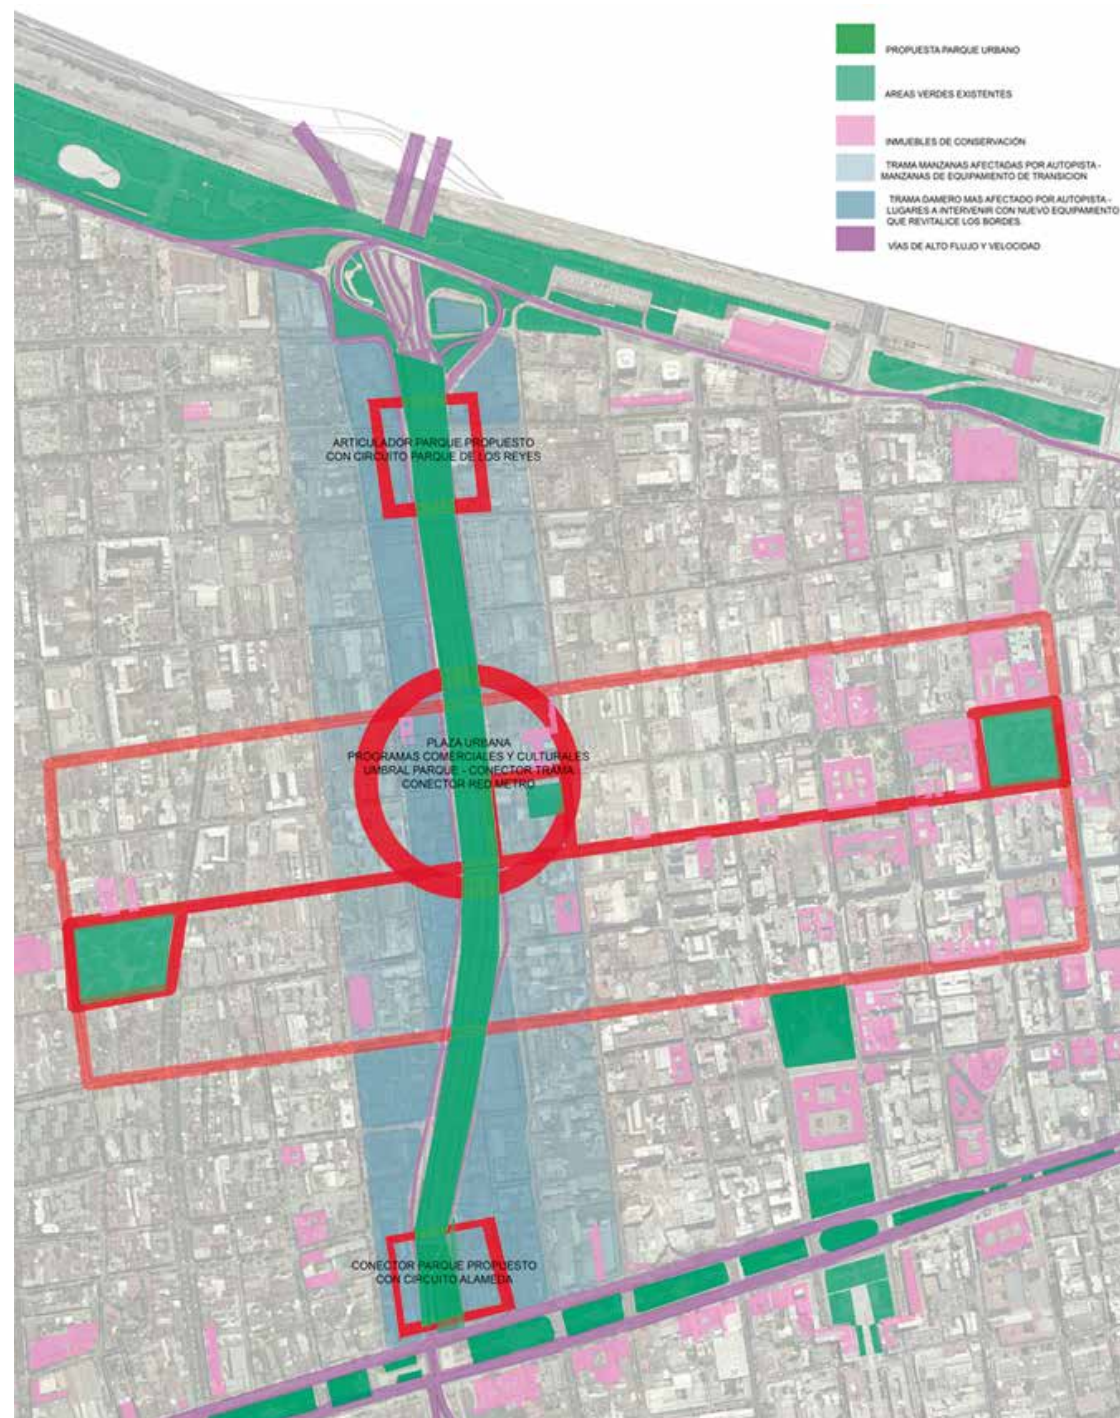 PROPUESTA PARQUE URBANO
AREAS VERDES EXISTENTES
INMUEBLES DE CONSERVACIÓN
TRAMA MANZANAS AFECTADAS POR AUTOPISTA -
MANZANAS DE EQUIPAMIENTO DE TRANSICION
TRAMA DAMERO MAS AFECTADO POR AUTOPISTA -
LUGARES A INTERVENIR CON NUEVO EQUIPAMIENTO
QUE REVITALICE LOS BORDES.
VÍAS DE ALTO FLUJO Y VELOCIDAD
ARTICULADOR PARQUE PROPUESTO
CON CIRCUITO PARQUE DE LOS REYES
PLAZA URBANA
PROGRAMAS COMERCIALES Y CULTURALES
UMBRAL PARQUE - CONECTOR TRAMA
CONECTOR RED METRO
CONECTOR PARQUE PROPUESTO
CON CIRCUITO ALAMEDA